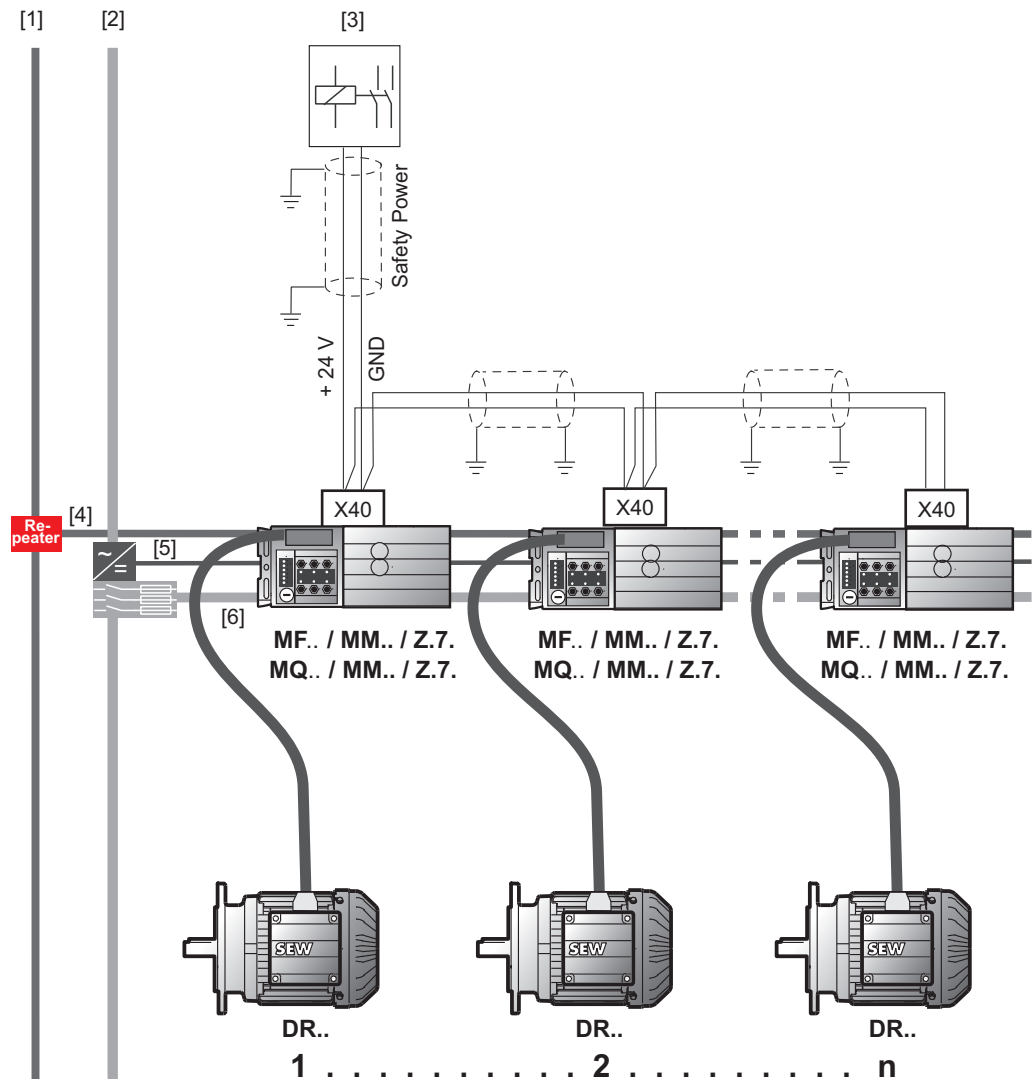 [1] [2] [3]
Safety Power
+ 24 V
GND
X40 X40 X40
Re-
peater
[4]
[5]
[6]
~
=
MF.. / MM.. / Z.7. MF.. / MM.. / Z.7. MF.. / MM.. / Z.7.
MQ.. / MM.. / Z.7. MQ.. / MM.. / Z.7. MQ.. / MM.. / Z.7.
SEW SEW SEW
DR.. DR.. DR..
1 . . . . . . . . . . 2 . . . . . . . . . . n